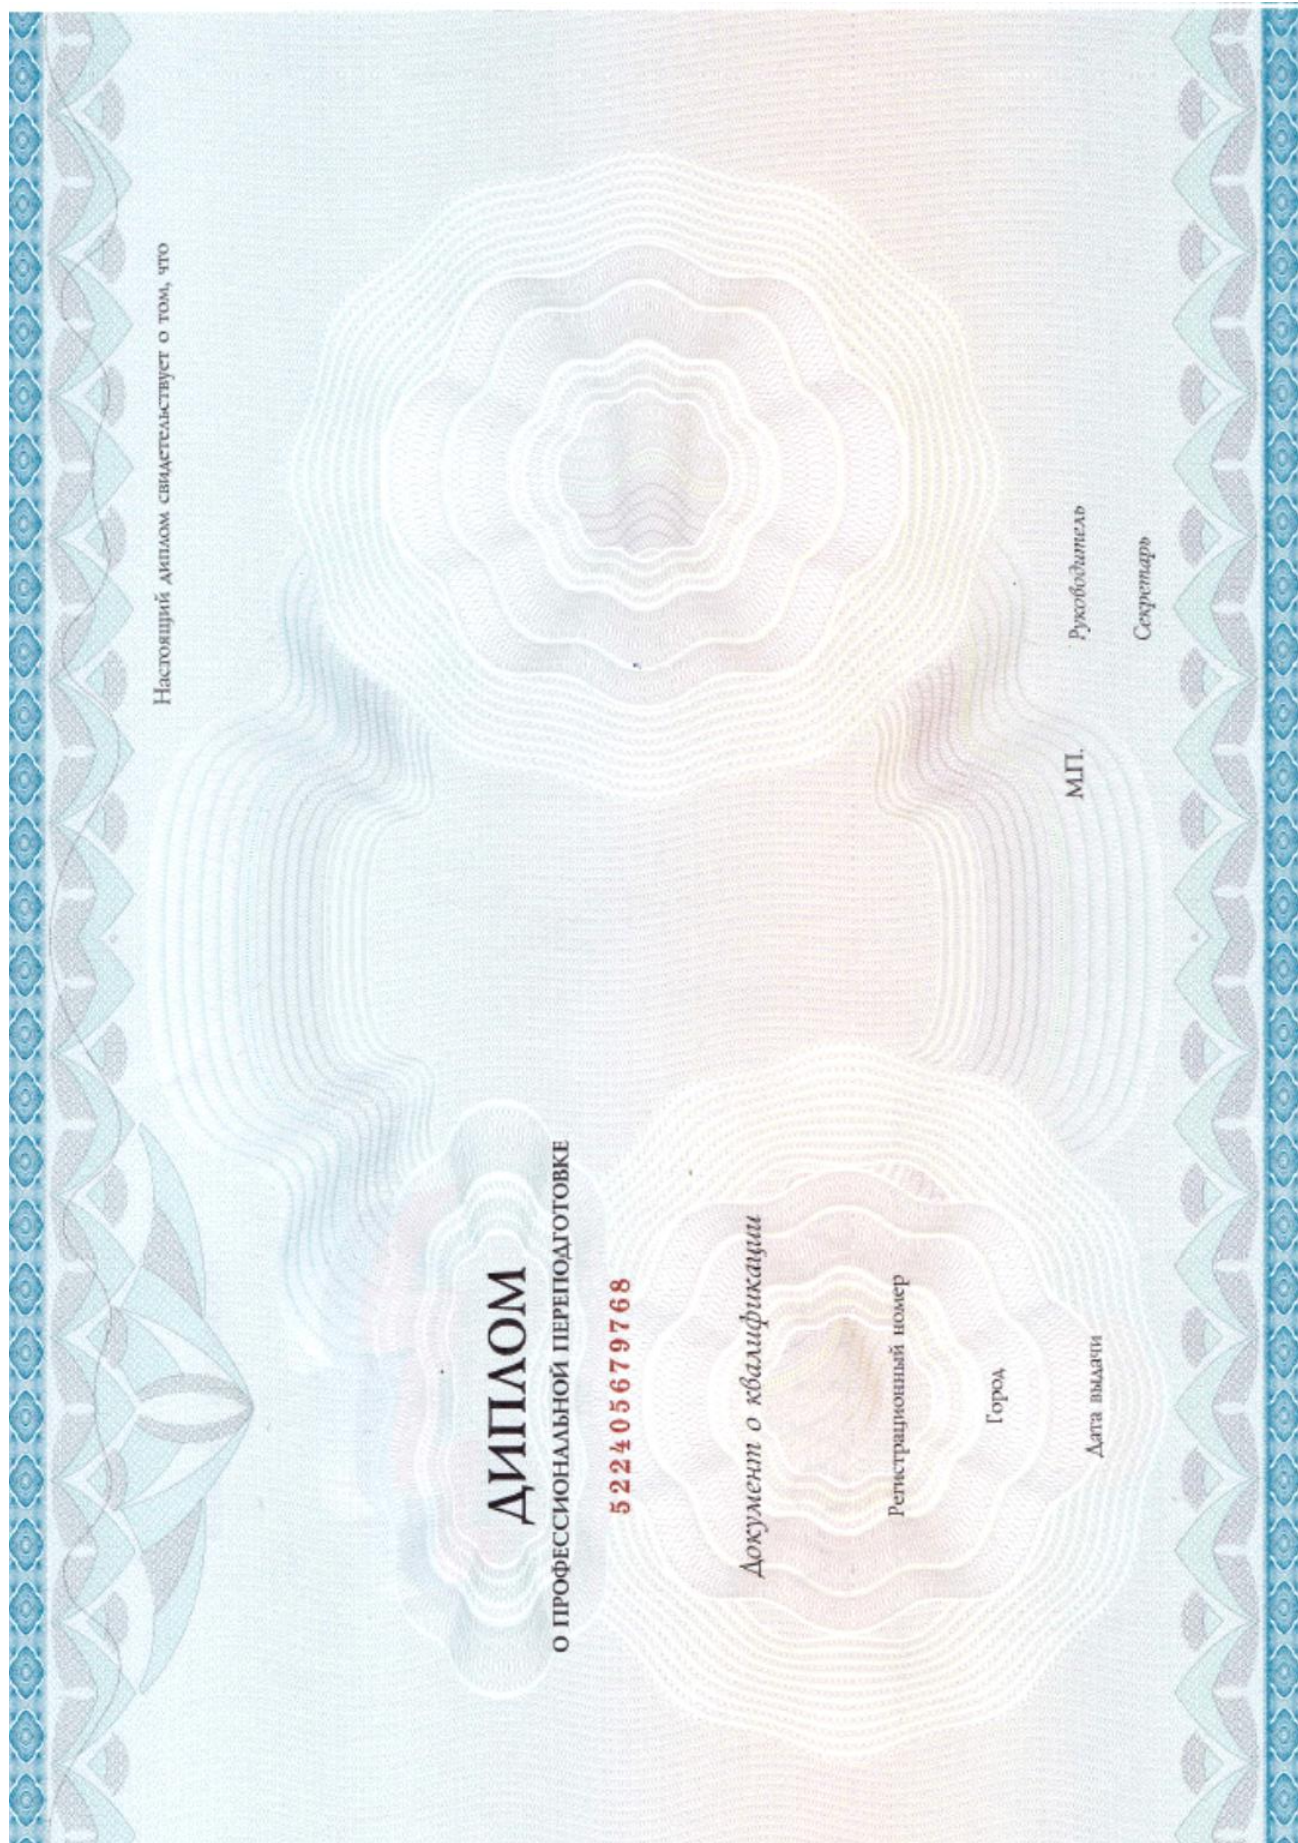 ДИПЛОМ
О ПРОФЕССИОНАЛЬНОЙ ПЕРЕПОДГОТОВКЕ
522405679768
Документ о квалификации
Регистрационный номер
Город
Дата выдачи
Настоящий диплом свидетельствует о том, что
М.П.
Руководитель
Секретарь